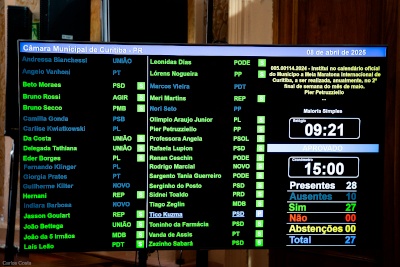 Câmara Municipal de Curitiba - PR
08 de abril de 2025
Andressa Bianchessi UNIÃO
Angelo Vanhoni PT
Beto Moraes PSD
Bruno Rossi AGIR
Bruno Secco PMB
Camilla Gonda PSB
Carlise Kwiatkowski PL
Da Costa UNIÃO
Delegada Tathiana UNIÃO
Eder Borges PL
Fernando Klinger PL
Giorgia Prates PT
Guilherme Kilter NOVO
Hernani REP
Indiara Barbosa NOVO
Jasson Goulart REP
João Bettega UNIÃO
João da 5 Irmãos MDB
Laís Leão PDT
Leonidas Dias PODE
Lórens Nogueira PP
Marcos Vieira PDT
Meri Martins REP
Nori Seto PP
Olimpio Araujo Junior PL
Pier Petruzziello PP
Professora Angela PSOL
Rafaela Lupion PSD
Renan Ceschin PODE
Rodrigo Marcial NOVO
Sargento Tania Guerreiro PODE
Serginho do Posto PSD
Sidnei Toaldo PRD
Tiago Zeglin MDB
Tico Kuzma PSD
Toninho da Farmácia PSD
Vanda de Assis PT
Zezinho Sabará PSD
005.00114.2024 - Institui no calendário oficial
do Município a Meia Maratona Internacional de
Curitiba, a ser realizada, anualmente, no 2º
final de semana do mês de maio.
Pier Petruzziello
Maioria Simples
Relógio
09:21
APROVADO
Cronômetro
15:00
Presentes 28
Ausentes 10
Sim 27
Não 00
Abstenções 00
Total 27
Carlos Costa